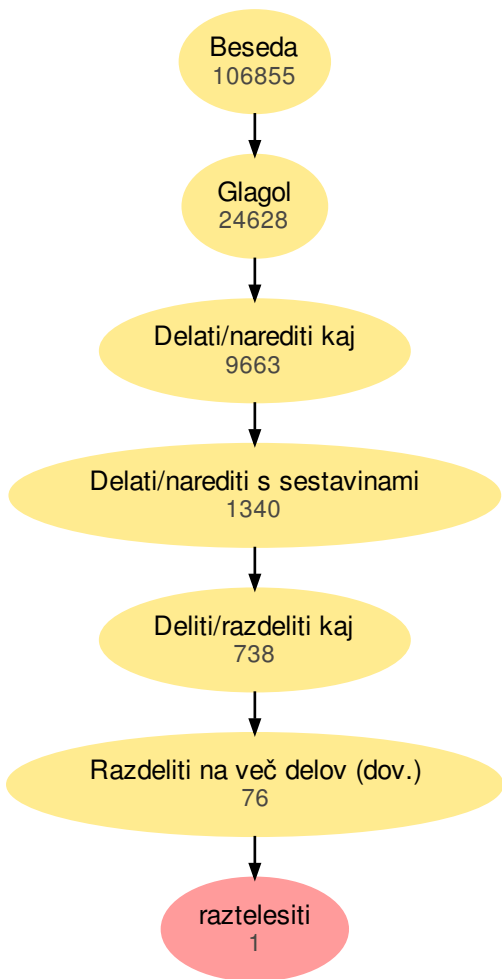 Beseda
106855
Glagol
24628
Delati/narediti kaj
9663
Delati/narediti s sestavinami
1340
Deliti/razdeliti kaj
738
Razdeliti na več delov (dov.)
76
raztelesiti
1